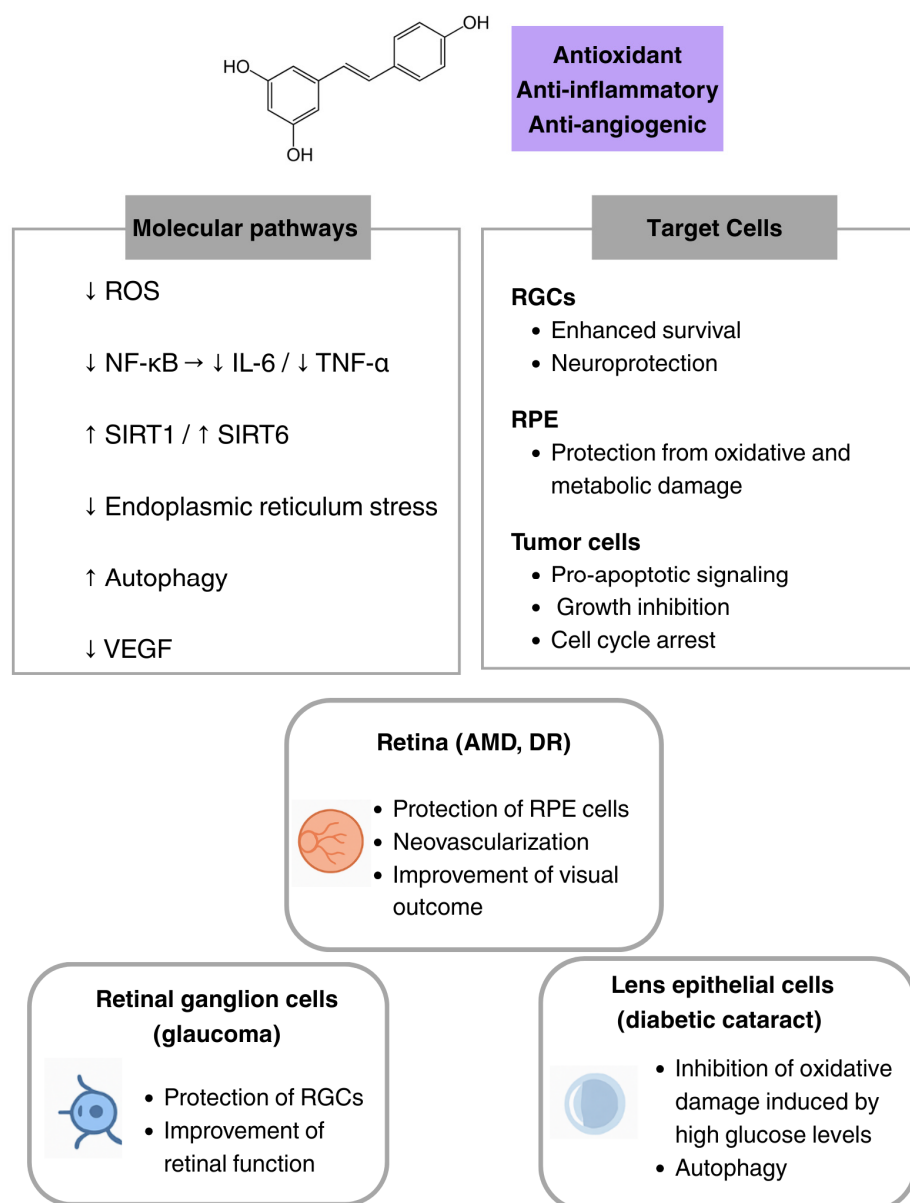 OH
HO
OH
Antioxidant
Anti-inflammatory
Anti-angiogenic
Molecular pathways
↓ ROS
↓ NF-κB → ↓ IL-6 / ↓ TNF-α
↑ SIRT1 / ↑ SIRT6
↓ Endoplasmic reticulum stress
↑ Autophagy
↓ VEGF
Target Cells
RGCs
• Enhanced survival
• Neuroprotection
RPE
• Protection from oxidative and
metabolic damage
Tumor cells
• Pro-apoptotic signaling
• Growth inhibition
• Cell cycle arrest
Retina (AMD, DR)
• Protection of RPE cells
• Neovascularization
• Improvement of visual
outcome
Retinal ganglion cells
(glaucoma)
• Protection of RGCs
• Improvement of
retinal function
Lens epithelial cells
(diabetic cataract)
• Inhibition of oxidative
damage induced by
high glucose levels
• Autophagy